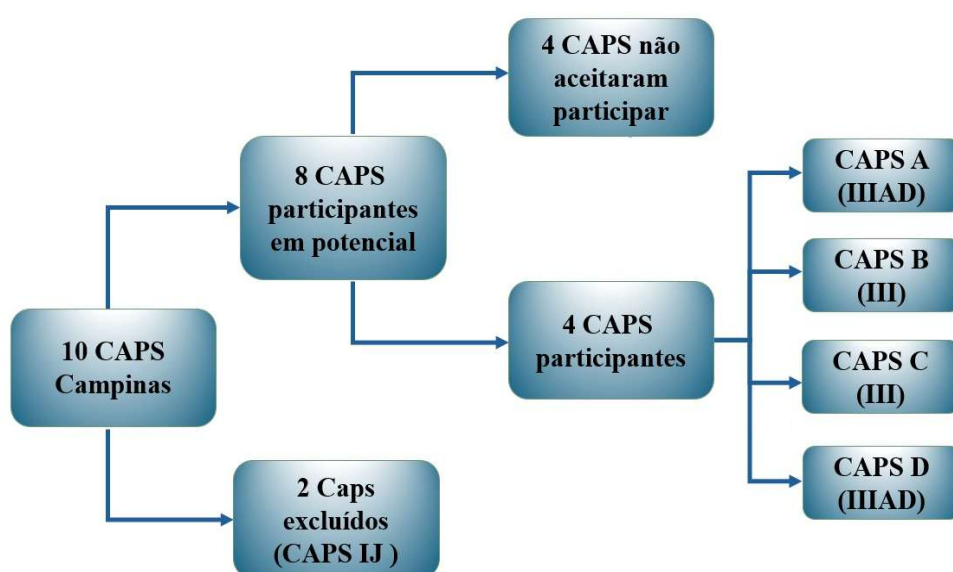 10 CAPS
Campinas
8 CAPS
participantes
em potencial
2 Caps
excluídos
(CAPS IJ )
4 CAPS não
aceitaram
participar
4 CAPS
participantes
CAPS A
(IIIAD)
CAPS B
(III)
CAPS C
(III)
CAPS D
(IIIAD)